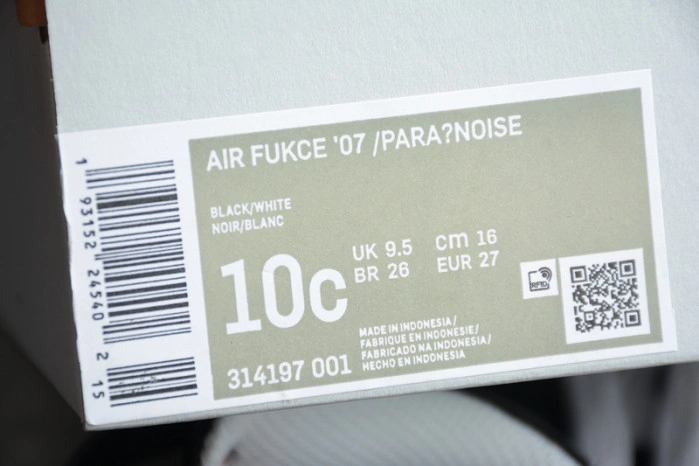 AIR FUKCE '07 /PARA?NOISE
BLACK/WHITE
NOIR/BLANC
10c
UK 9.5 cm 16
BR 26 EUR 27
RFID
MADE IN INDONESIA/
FABRIQUE EN INDONESIE/
FABRICADO NA INDONESIA/
HECHO EN INDONESIA
314197 001
1 93152 24540 2 15